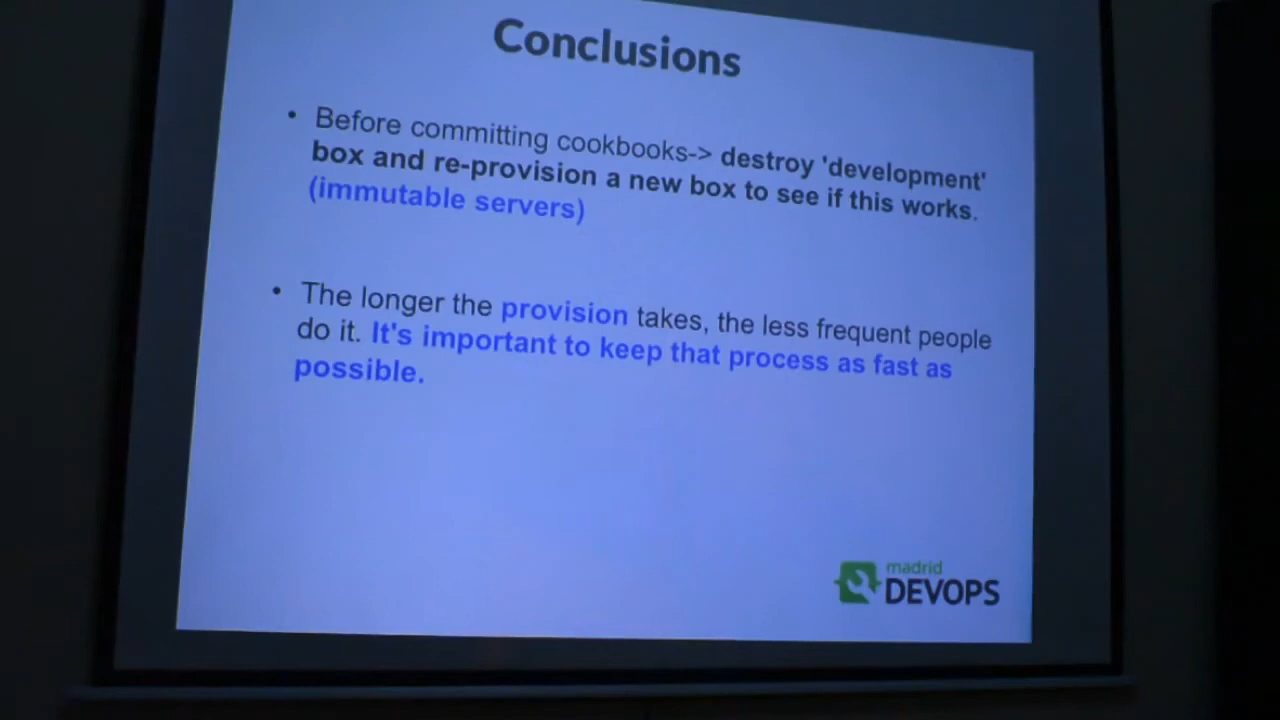 Conclusions
• Before committing cookbooks-> destroy 'development'
box and re-provision a new box to see if this works.
(immutable servers)
• The longer the provision takes, the less frequent people
do it. It's important to keep that process as fast as
possible.
madrid
DEVOPS